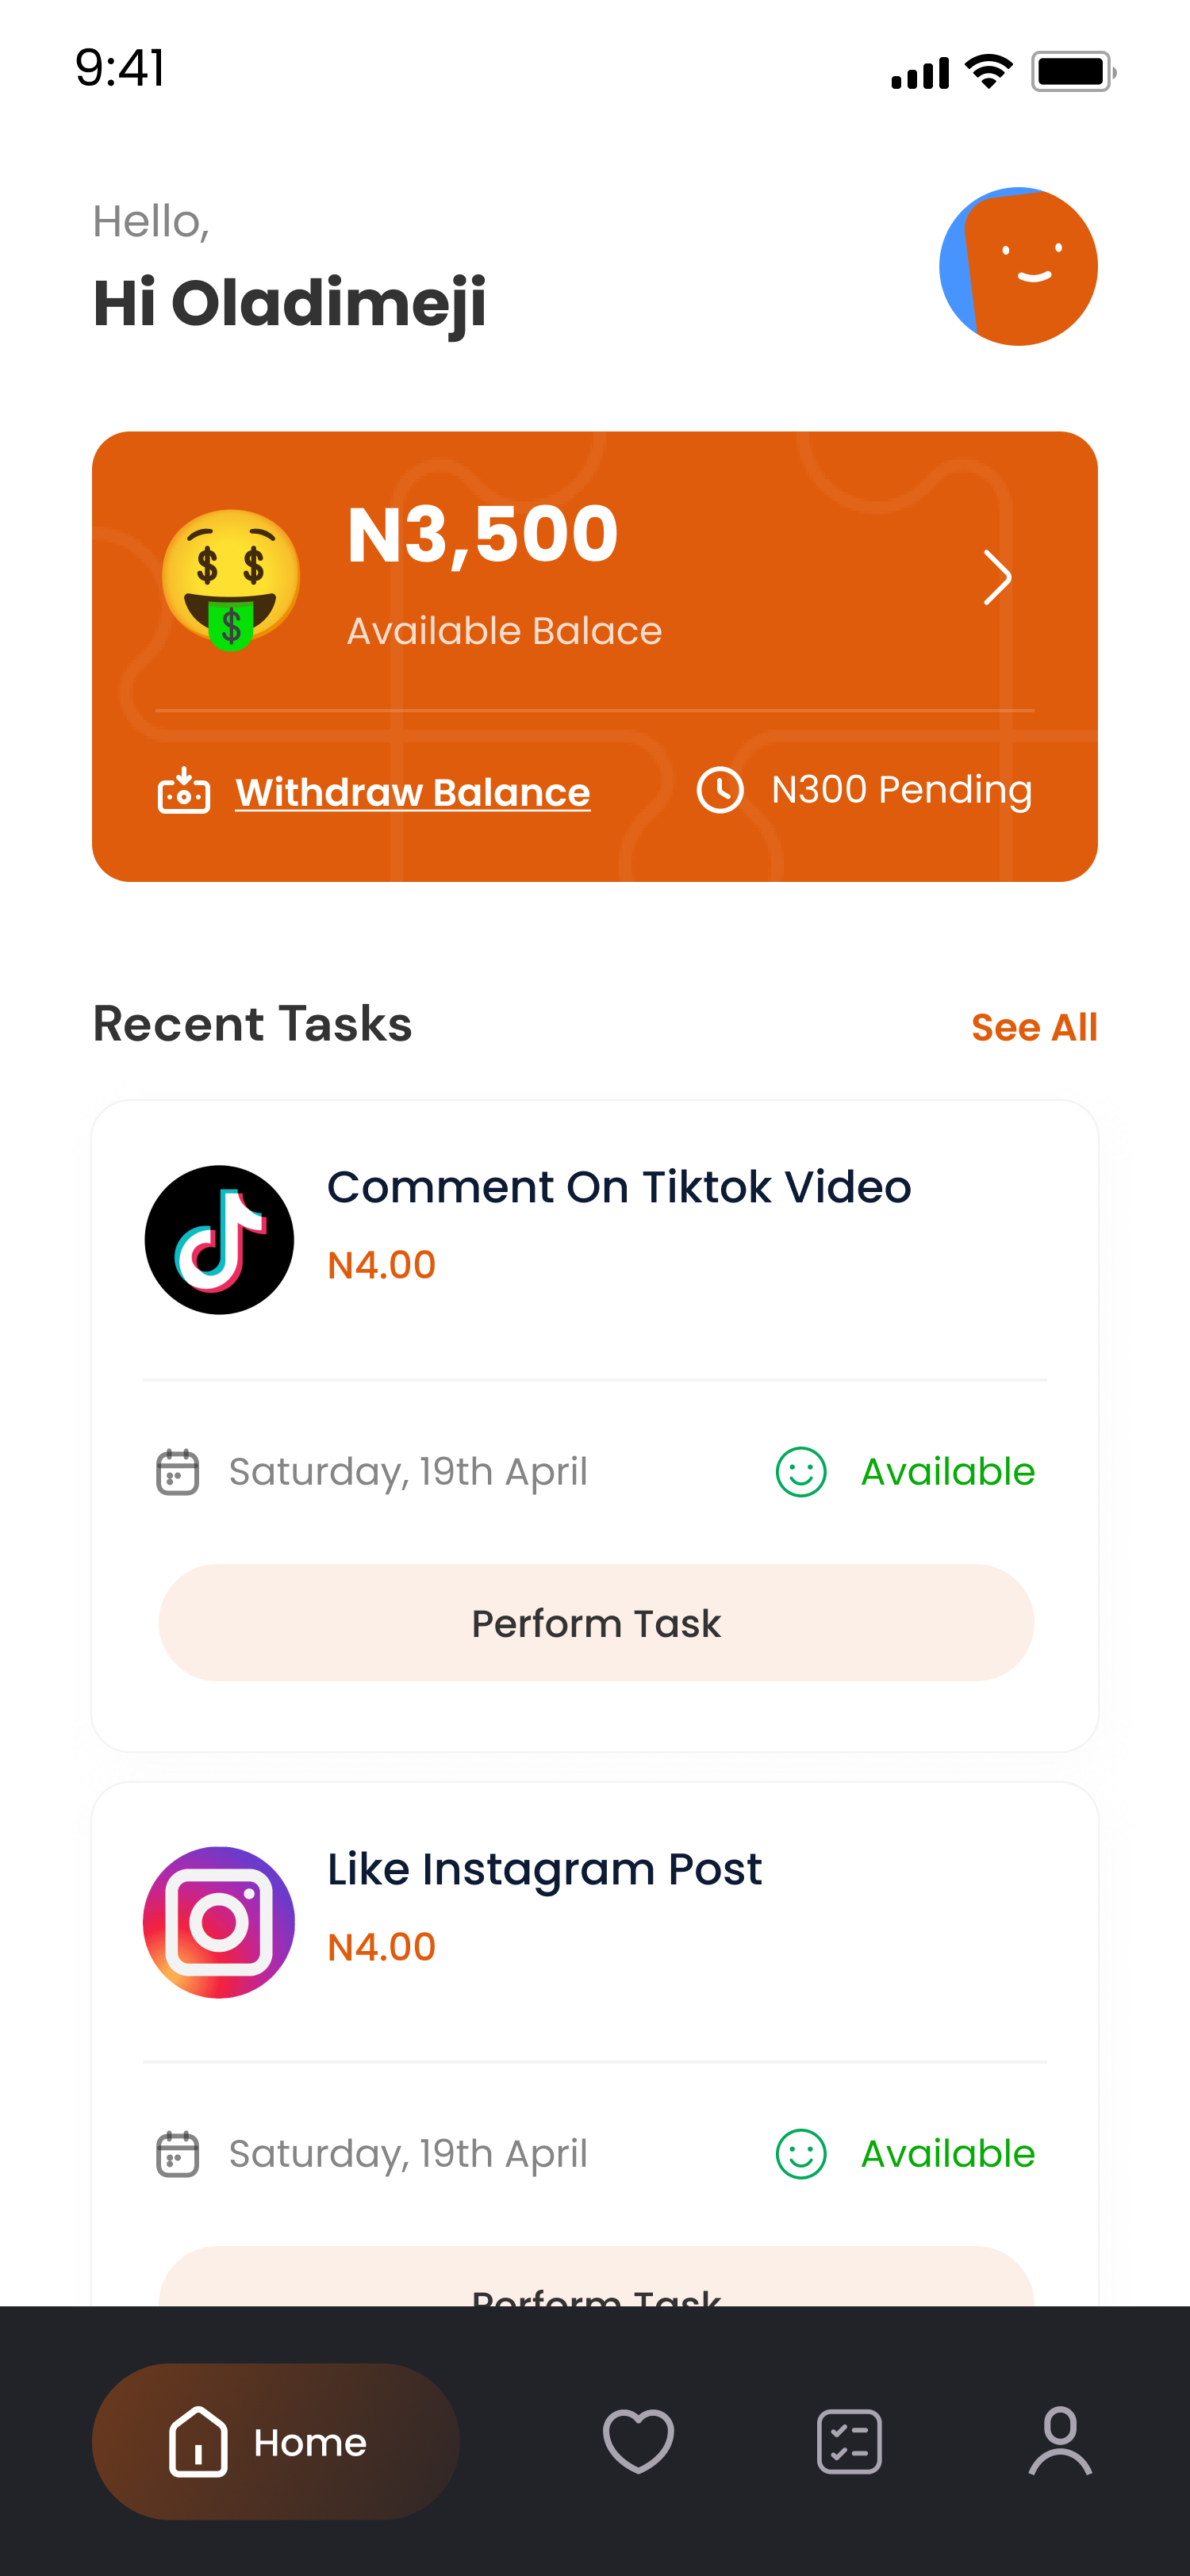 9:41
Hello,
Hi Oladimeji
N3,500
Available Balace
Withdraw Balance
N300 Pending
Recent Tasks
See All
Comment On Tiktok Video
N4.00
Saturday, 19th April
Available
Perform Task
Like Instagram Post
N4.00
Saturday, 19th April
Available
Perform Task
Home